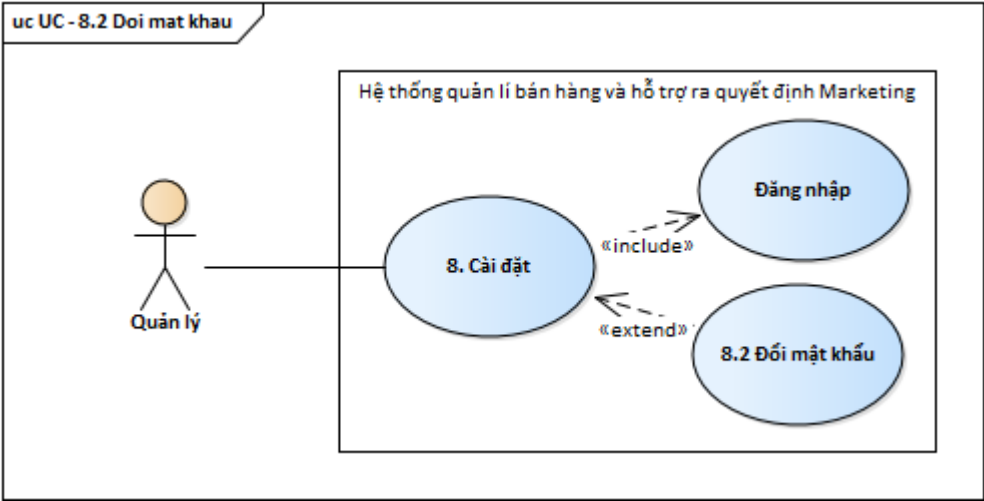 uc UC - 8.2 Doi mat khau
Hệ thống quản lí bán hàng và hỗ trợ ra quyết định Marketing
Đăng nhập
«include»
8. Cài đặt
«extend»
Quản lý
8.2 Đổi mật khẩu